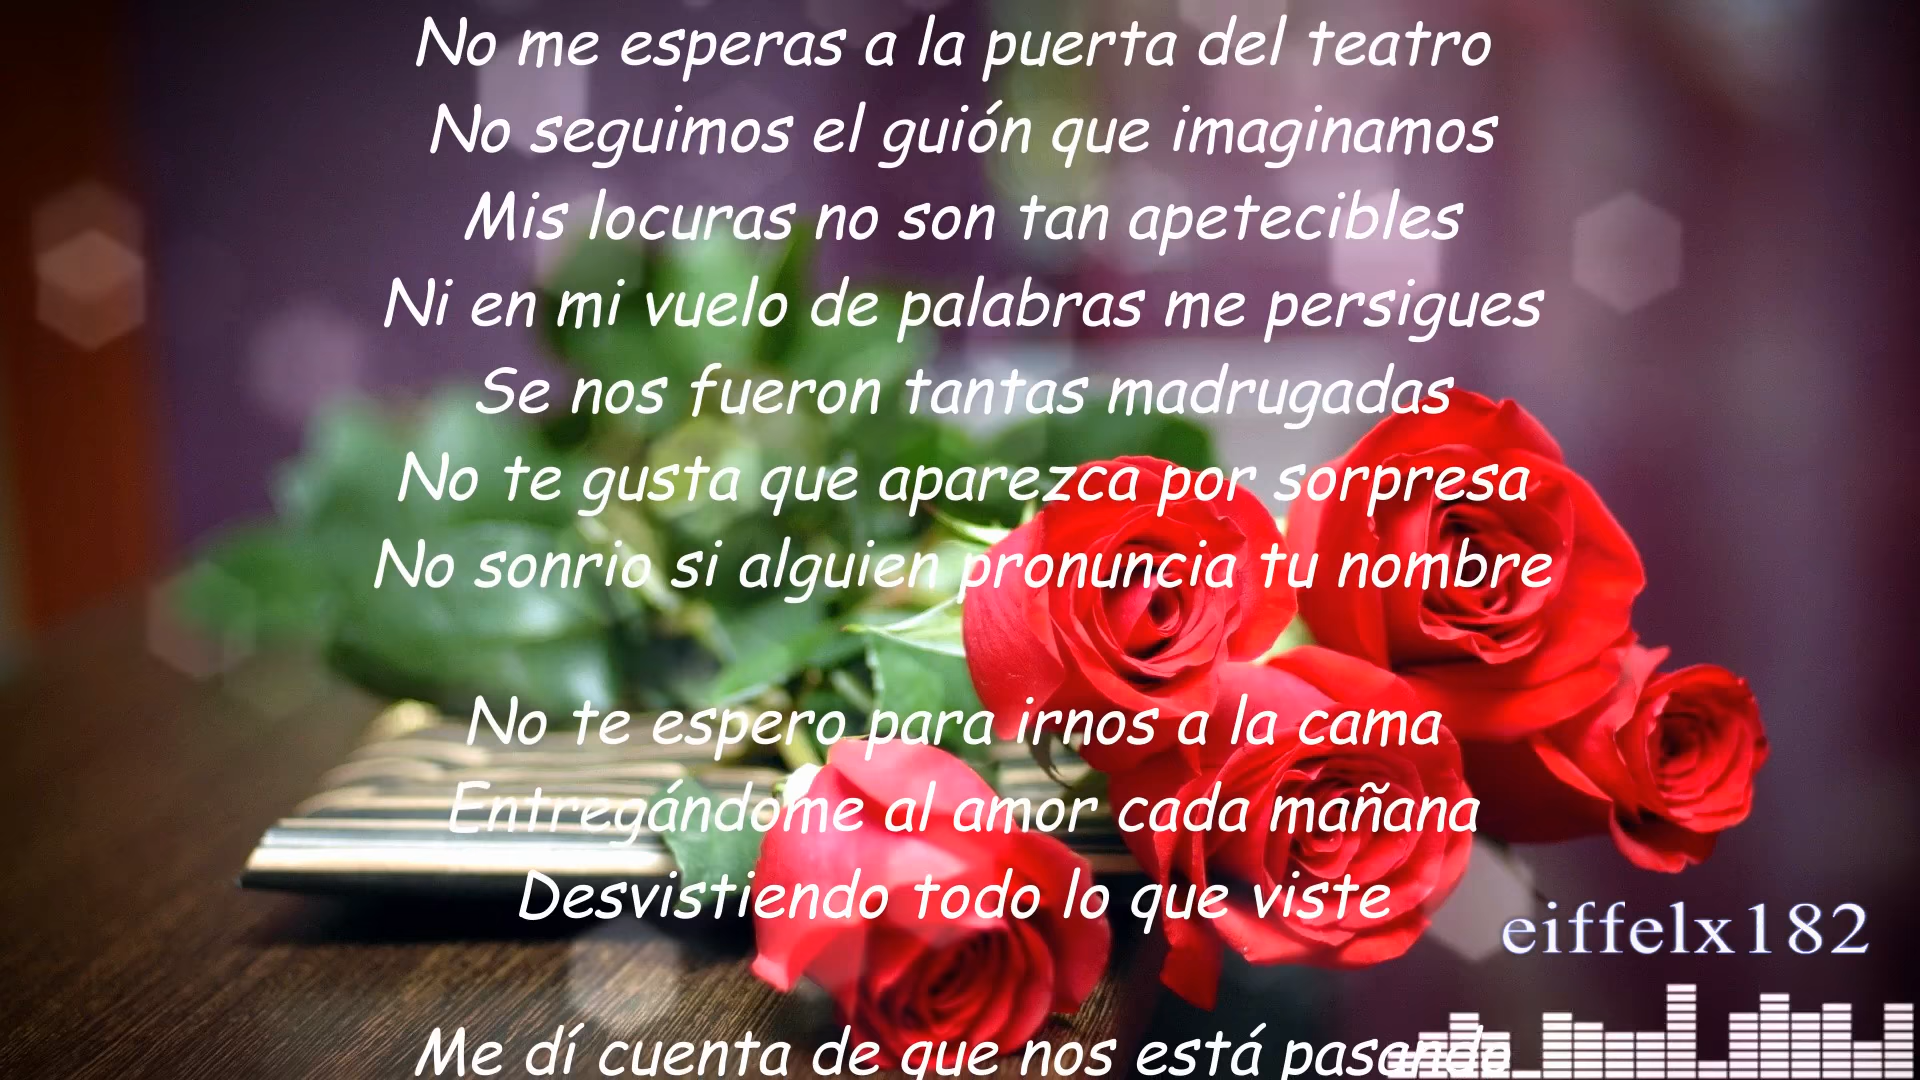 No me esperas a la puerta del teatro
No seguimos el guión que imaginamos
Mis locuras no son tan apetecibles
Ni en mi vuelo de palabras me persigues
Se nos fueron tantas madrugadas
No te gusta que aparezca por sorpresa
No sonrio si alguien pronuncia tu nombre
No te espero para irnos a la cama
Entregándome al amor cada mañana
Desvistiendo todo lo que viste
eiffelx182
Me dí cuenta de que nos está pasando